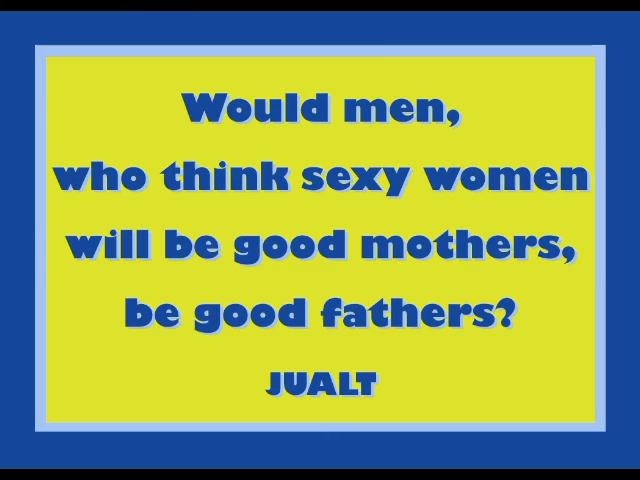 Would men,
who think sexy women
will be good mothers,
be good fathers?
JUALT